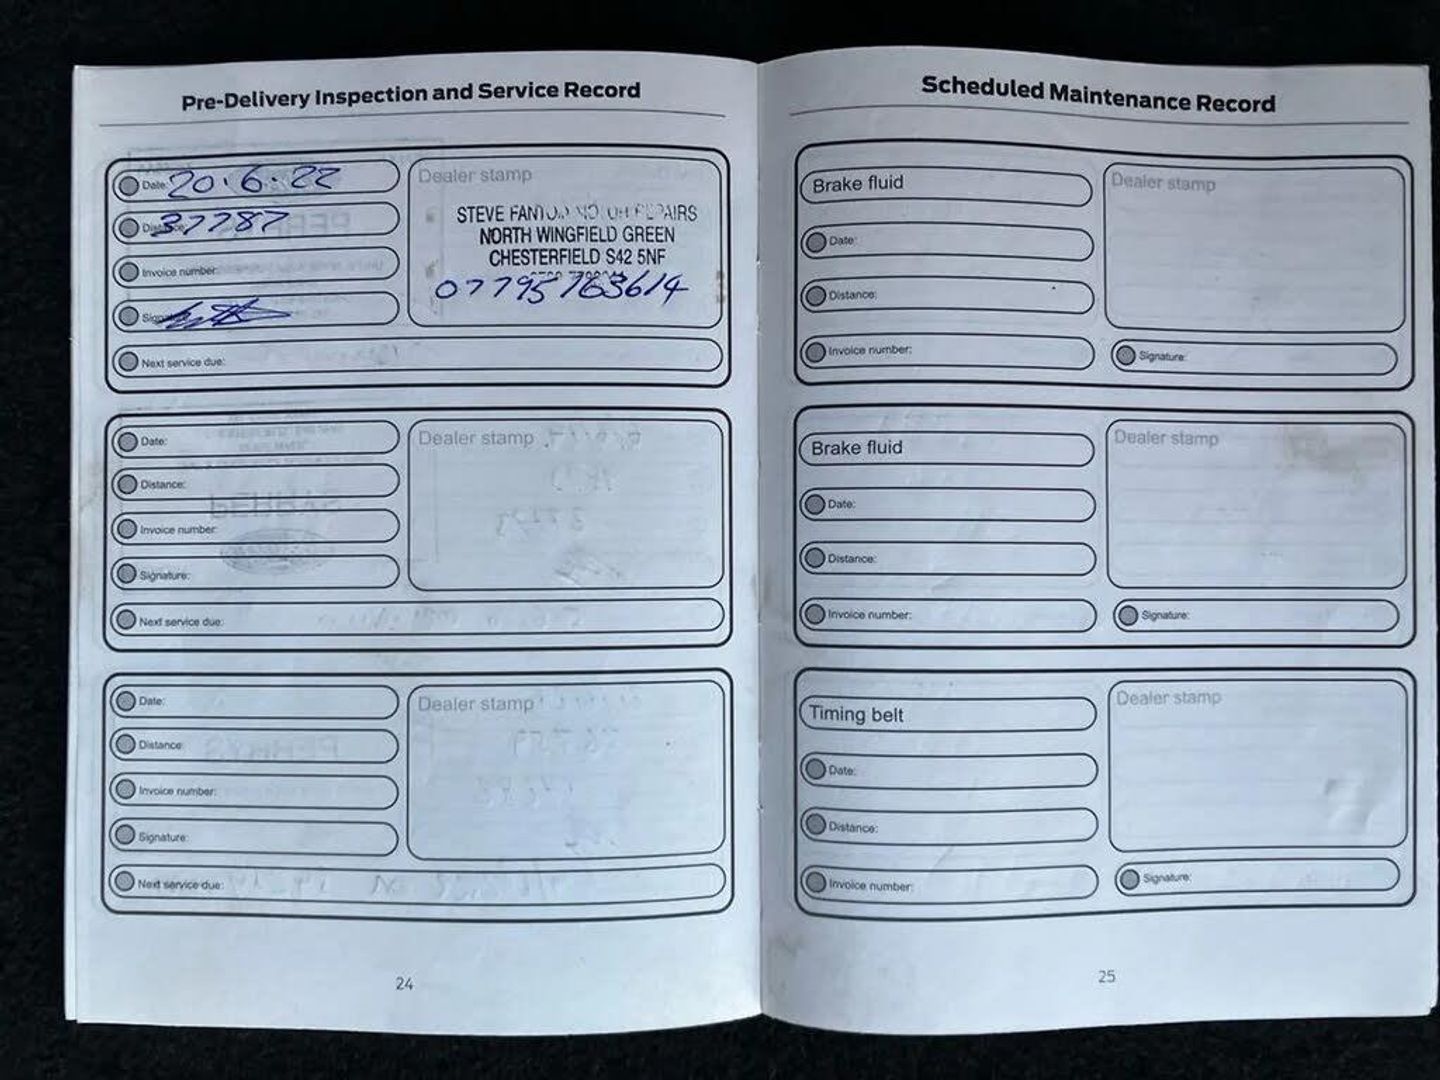 Pre-Delivery Inspection and Service Record
Date: 20.6.22
Distance: 37787
Invoice number:
Signature:
Next service due:
Dealer stamp
STEVE FANTOM MOTOR REPAIRS
NORTH WINGFIELD GREEN
CHESTERFIELD S42 5NF
07795763614
Date:
Distance:
Invoice number:
Signature:
Next service due:
Dealer stamp
Date:
Distance:
Invoice number:
Signature:
Next service due:
Dealer stamp
24
Scheduled Maintenance Record
Brake fluid
Date:
Distance:
Invoice number:
Dealer stamp
Signature:
Brake fluid
Date:
Distance:
Invoice number:
Dealer stamp
Signature:
Timing belt
Date:
Distance:
Invoice number:
Dealer stamp
Signature:
25